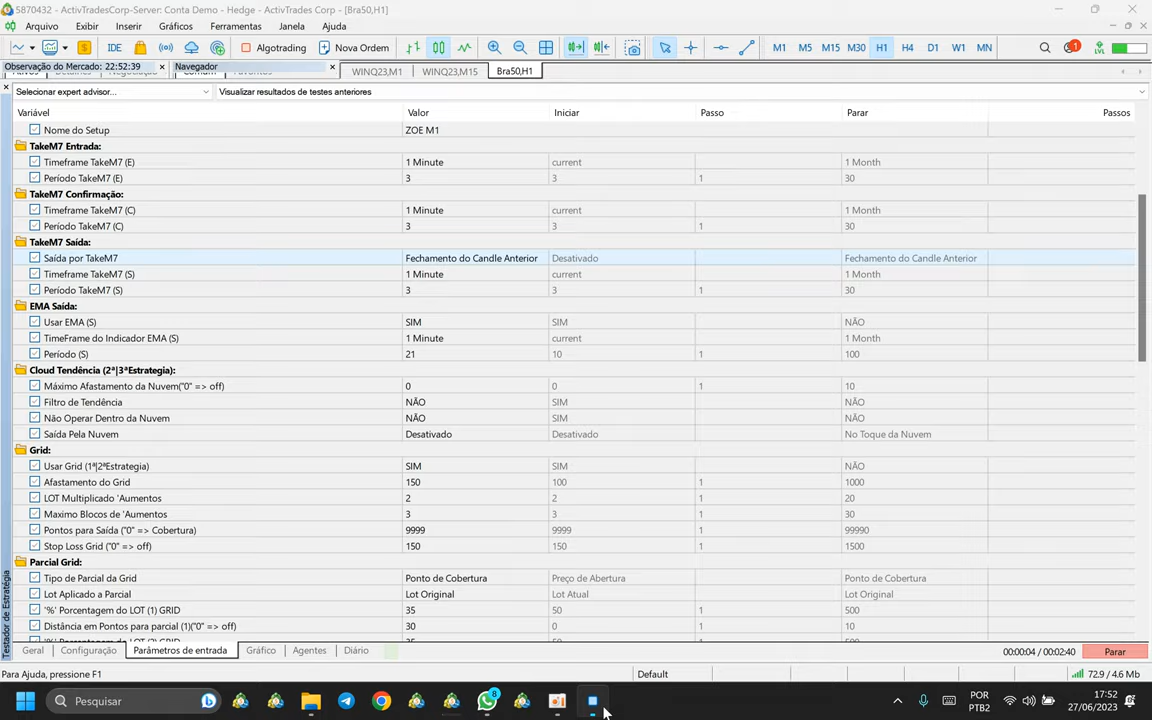 5870432 - ActivTradesCorp-Server: Conta Demo - Hedge - ActivTrades Corp - [Bra50,H1]
Arquivo Exibir Inserir Gráficos Ferramentas Janela Ajuda
IDE Algotrading Nova Ordem M1 M5 M15 M30 H1 H4 D1 W1 MN 1 LVL
Observação do Mercado: 22:52:39 × Navegador ×
WINQ23,M1 WINQ23,M15 Bra50,H1
Selecionar expert advisor... Visualizar resultados de testes anteriores
Variável Valor Iniciar Passo Parar Passos
Nome do Setup ZOE M1
TakeM7 Entrada:
Timeframe TakeM7 (E) 1 Minute current 1 Month
Período TakeM7 (E) 3 3 1 30
TakeM7 Confirmação:
Timeframe TakeM7 (C) 1 Minute current 1 Month
Período TakeM7 (C) 3 3 1 30
TakeM7 Saída:
Saída por TakeM7 Fechamento do Candle Anterior Desativado Fechamento do Candle Anterior
Timeframe TakeM7 (S) 1 Minute current 1 Month
Período TakeM7 (S) 3 3 1 30
EMA Saída:
Usar EMA (S) SIM SIM NÃO
TimeFrame do Indicador EMA (S) 1 Minute current 1 Month
Período (S) 21 10 1 100
Cloud Tendência (2ª|3ªEstrategia):
Máximo Afastamento da Nuvem("0" => off) 0 0 1 10
Filtro de Tendência NÃO SIM NÃO
Não Operar Dentro da Nuvem NÃO SIM NÃO
Saída Pela Nuvem Desativado Desativado No Toque da Nuvem
Grid:
Usar Grid (1ª|2ªEstrategia) SIM SIM NÃO
Afastamento do Grid 150 100 1 1000
LOT Multiplicado 'Aumentos 2 2 1 20
Maximo Blocos de 'Aumentos 3 3 1 30
Pontos para Saída ("0" => Cobertura) 9999 9999 1 99990
Stop Loss Grid ("0" => off) 150 150 1 1500
Parcial Grid:
Tipo de Parcial da Grid Ponto de Cobertura Preço de Abertura Ponto de Cobertura
Lot Aplicado a Parcial Lot Original Lot Atual Lot Original
'%' Porcentagem do LOT (1) GRID 35 50 1 500
Distância em Pontos para parcial (1)("0" => off) 30 0 1 10
Testador de Estratégia
Geral Configuração Parâmetros de entrada Gráfico Agentes Diário 00:00:04 / 00:02:40 Parar
Para Ajuda, pressione F1 Default 72.9 / 4.6 Mb
Pesquisar 8 POR PTB2 17:52 27/06/2023